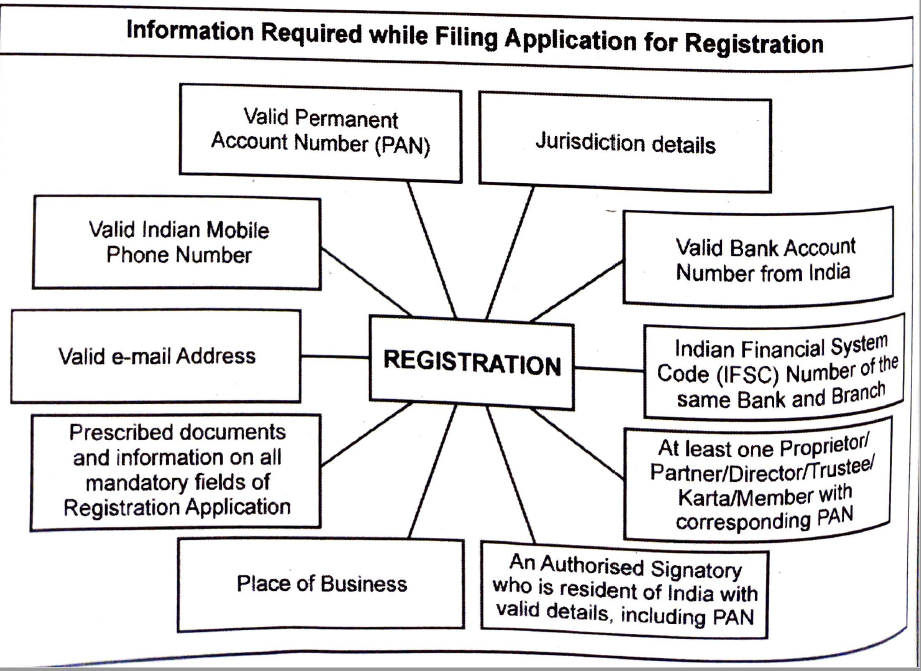 Information Required while Filing Application for Registration
Valid Permanent
Account Number (PAN)
Jurisdiction details
Valid Indian Mobile
Phone Number
Valid Bank Account
Number from India
Valid e-mail Address
REGISTRATION
Indian Financial System
Code (IFSC) Number of the
same Bank and Branch
Prescribed documents
and information on all
mandatory fields of
Registration Application
At least one Proprietor/
Partner/Director/Trustee/
Karta/Member with
corresponding PAN
Place of Business
An Authorised Signatory
who is resident of India with
valid details, including PAN